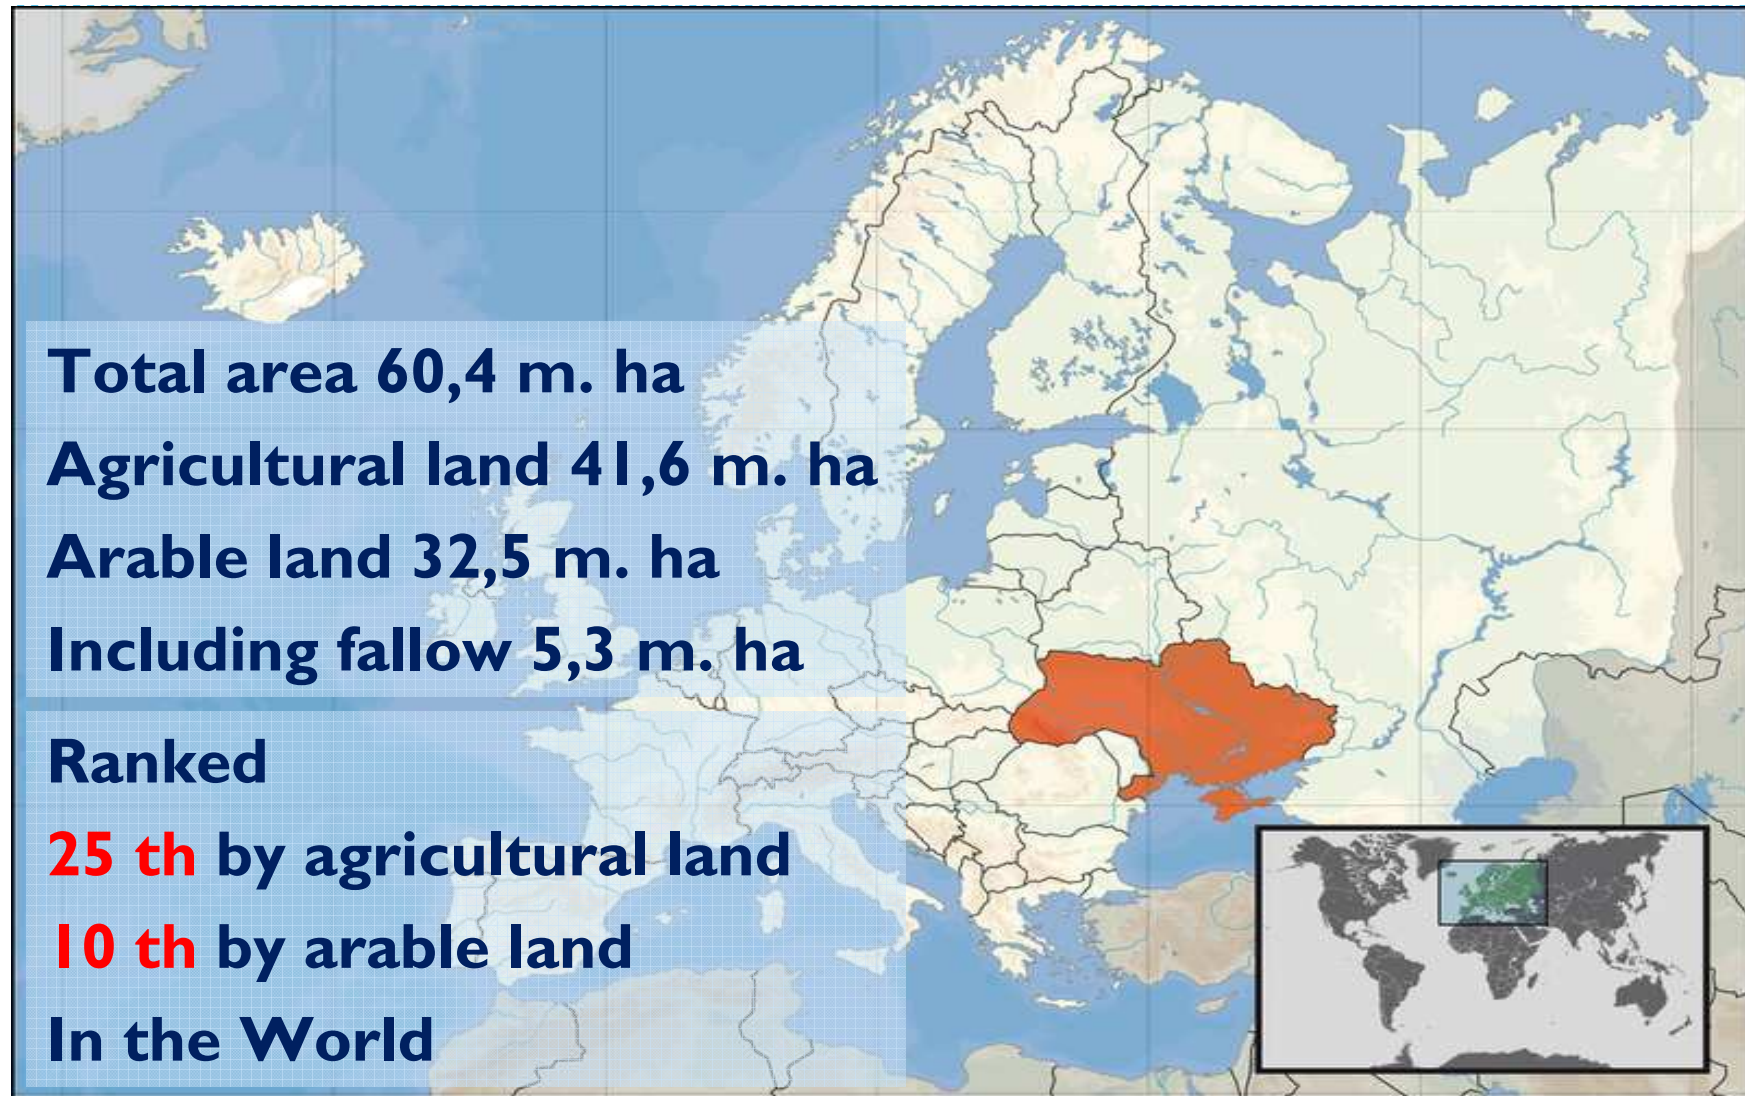 Total area 60,4 m. ha
Agricultural land 41,6 m. ha
Arable land 32,5 m. ha
Including fallow 5,3 m. ha
Ranked
25 th by agricultural land
10 th by arable land
In the World